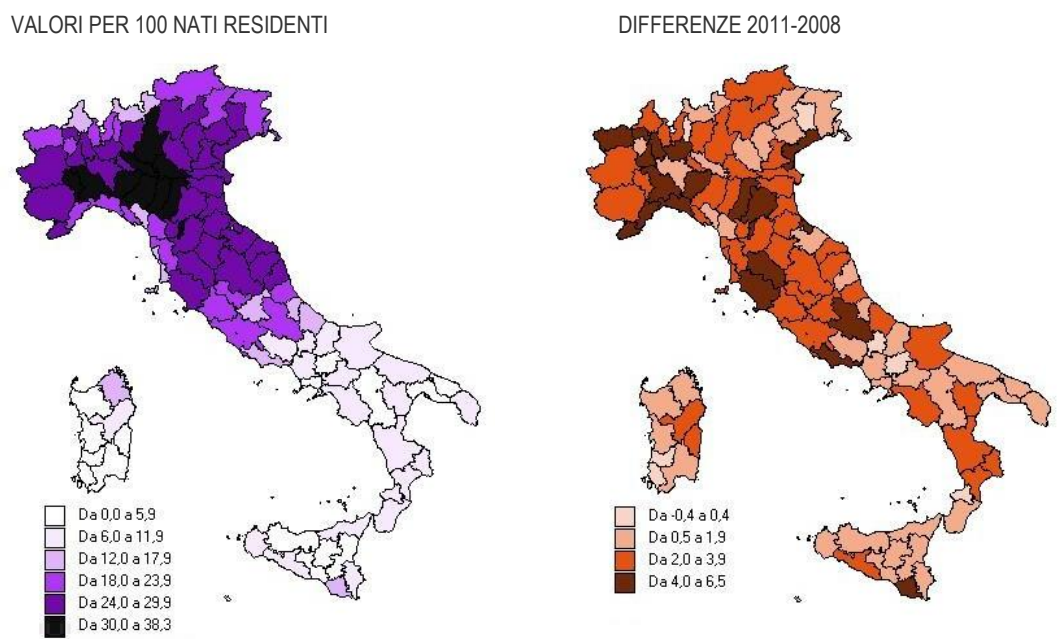 VALORI PER 100 NATI RESIDENTI
DIFFERENZE 2011-2008
Da 0,0 a 5,9
Da 6,0 a 11,9
Da 12,0 a 17,9
Da 18,0 a 23,9
Da 24,0 a 29,9
Da 30,0 a 38,3
Da -0,4 a 0,4
Da 0,5 a 1,9
Da 2,0 a 3,9
Da 4,0 a 6,5